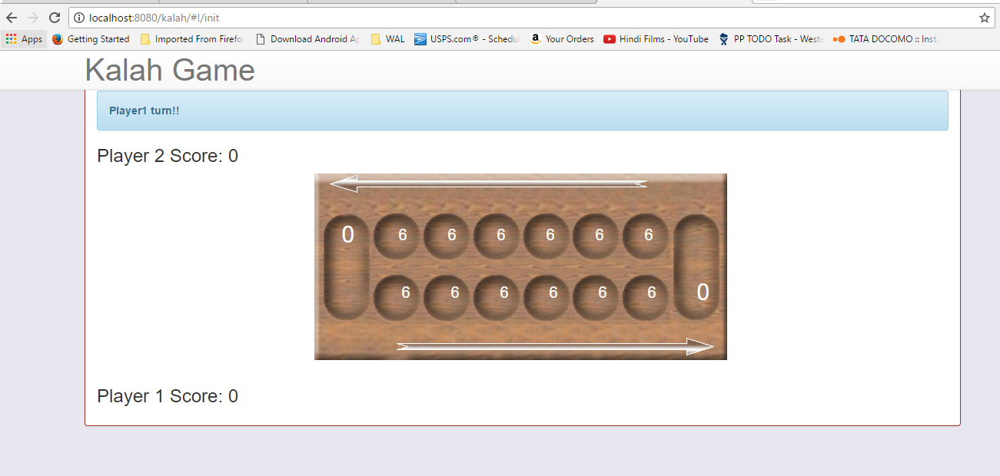 localhost:8080/kalah/#!/init
Apps Getting Started Imported From Firefo Download Android Ap WAL USPS.com® - Schedu Your Orders Hindi Films - YouTube PP TODO Task - Weste TATA DOCOMO :: Inst
Kalah Game
Player1 turn!!
Player 2 Score: 0
0 6 6 6 6 6 6
6 6 6 6 6 6 0
Player 1 Score: 0